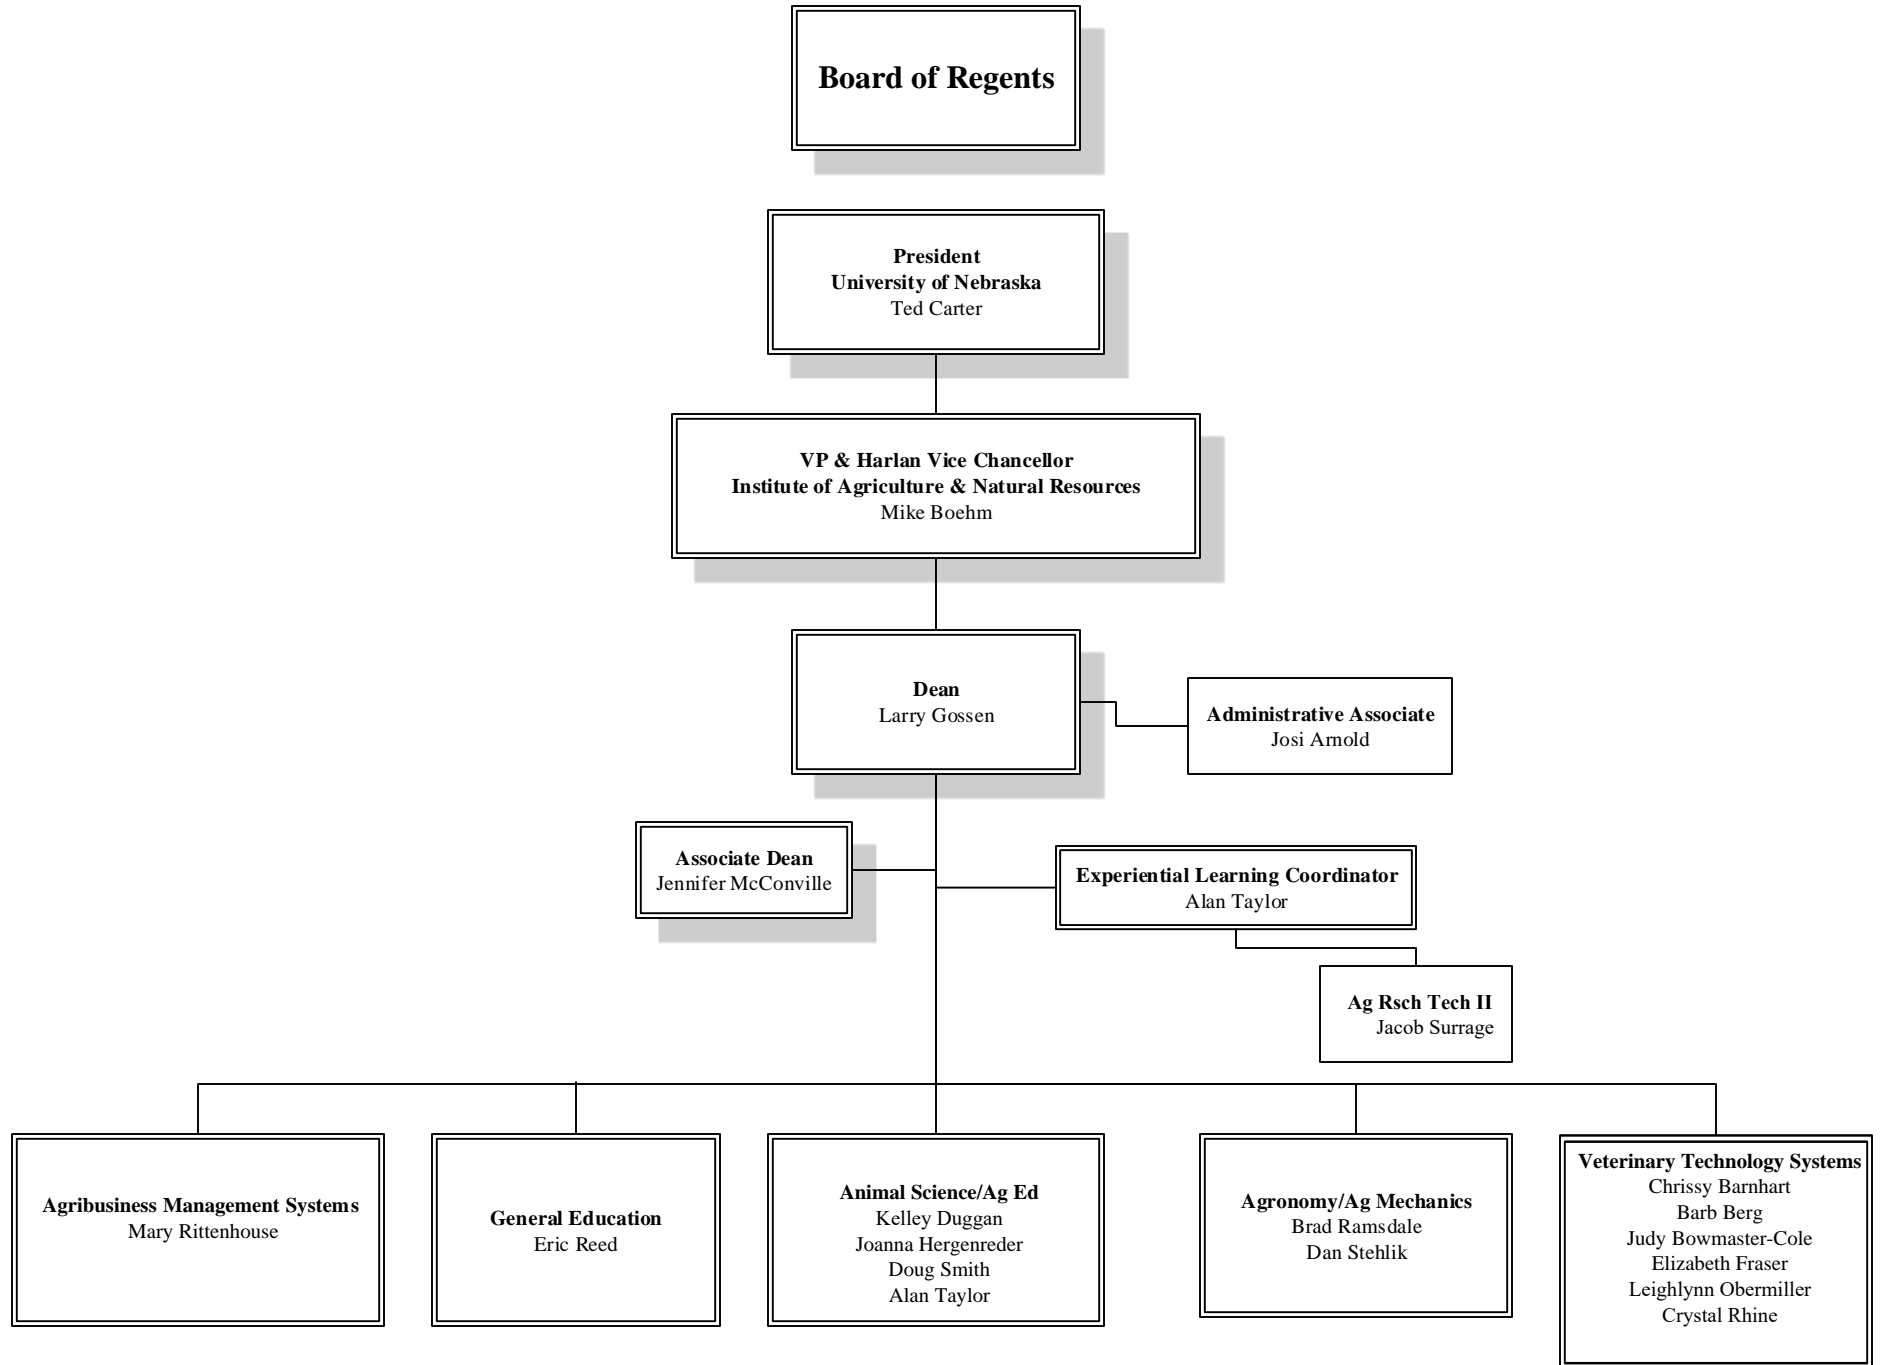 Board of Regents
President
University of Nebraska
Ted Carter
VP & Harlan Vice Chancellor
Institute of Agriculture & Natural Resources
Mike Boehm
Dean
Larry Gossen
Administrative Associate
Josi Arnold
Associate Dean
Jennifer McConville
Experiential Learning Coordinator
Alan Taylor
Ag Rsch Tech II
Jacob Surrage
Agribusiness Management Systems
Mary Rittenhouse
General Education
Eric Reed
Animal Science/Ag Ed
Kelley Duggan
Joanna Hergenreder
Doug Smith
Alan Taylor
Agronomy/Ag Mechanics
Brad Ramsdale
Dan Stehlik
Veterinary Technology Systems
Chrissy Barnhart
Barb Berg
Judy Bowmaster-Cole
Elizabeth Fraser
Leighlynn Obermiller
Crystal Rhine